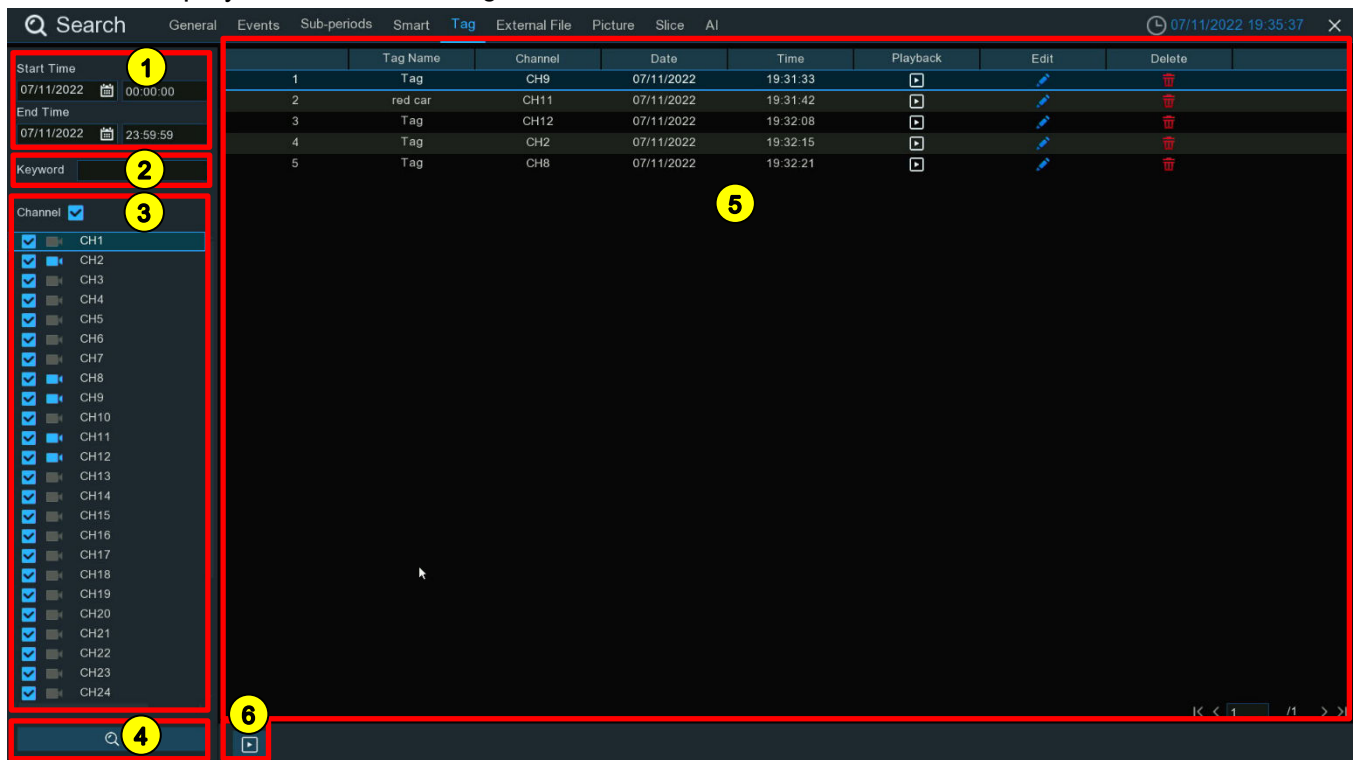 Search General Events Sub-periods Smart Tag External File Picture Slice AI 07/11/2022 19:35:37
Start Time
07/11/2022 00:00:00
End Time
07/11/2022 23:59:59
1
Keyword
2
Channel
3
CH1
CH2
CH3
CH4
CH5
CH6
CH7
CH8
CH9
CH10
CH11
CH12
CH13
CH14
CH15
CH16
CH17
CH18
CH19
CH20
CH21
CH22
CH23
CH24
4
Tag Name Channel Date Time Playback Edit Delete
1 Tag CH9 07/11/2022 19:31:33
2 red car CH11 07/11/2022 19:31:42
3 Tag CH12 07/11/2022 19:32:08
4 Tag CH2 07/11/2022 19:32:15
5 Tag CH8 07/11/2022 19:32:21
5
1 /1
6